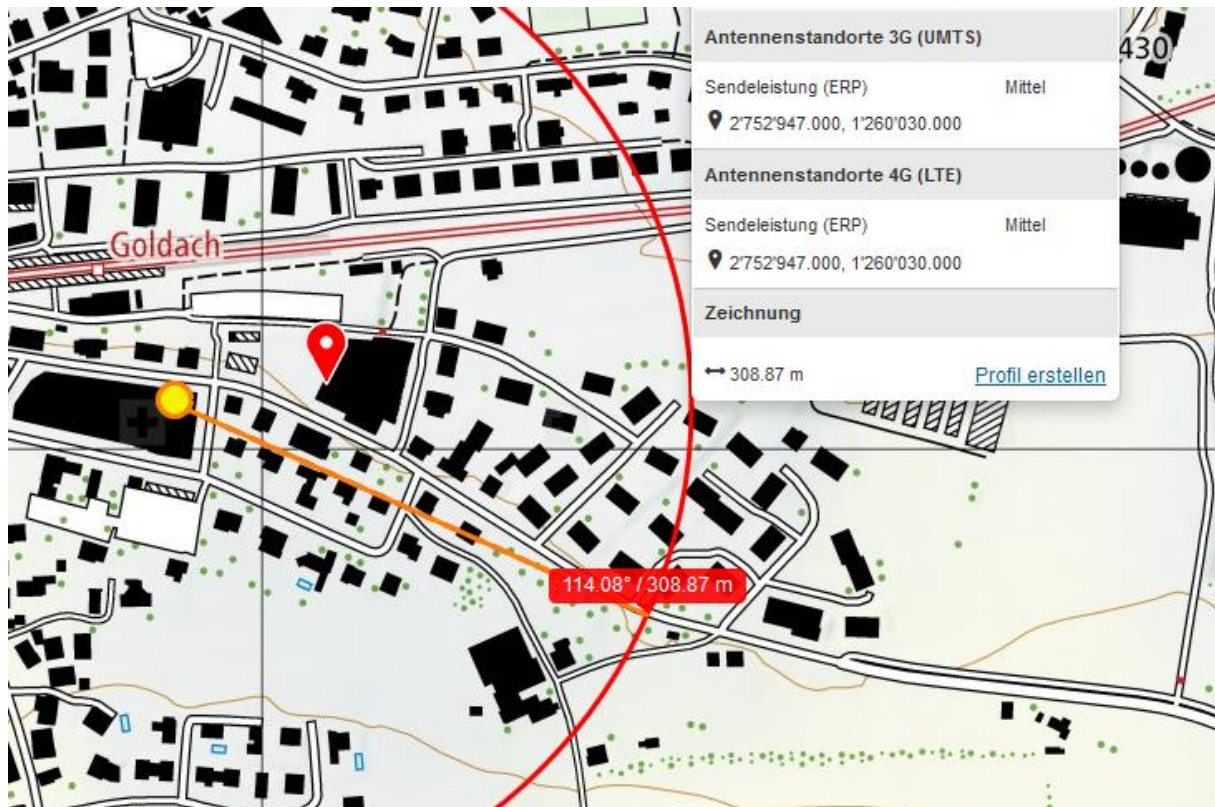 Antennenstandorte 3G (UMTS)
Sendeleistung (ERP) Mittel
2'752'947.000, 1'260'030.000
Antennenstandorte 4G (LTE)
Sendeleistung (ERP) Mittel
2'752'947.000, 1'260'030.000
Zeichnung
308.87 m Profil erstellen
430
Goldach
114.08° / 308.87 m